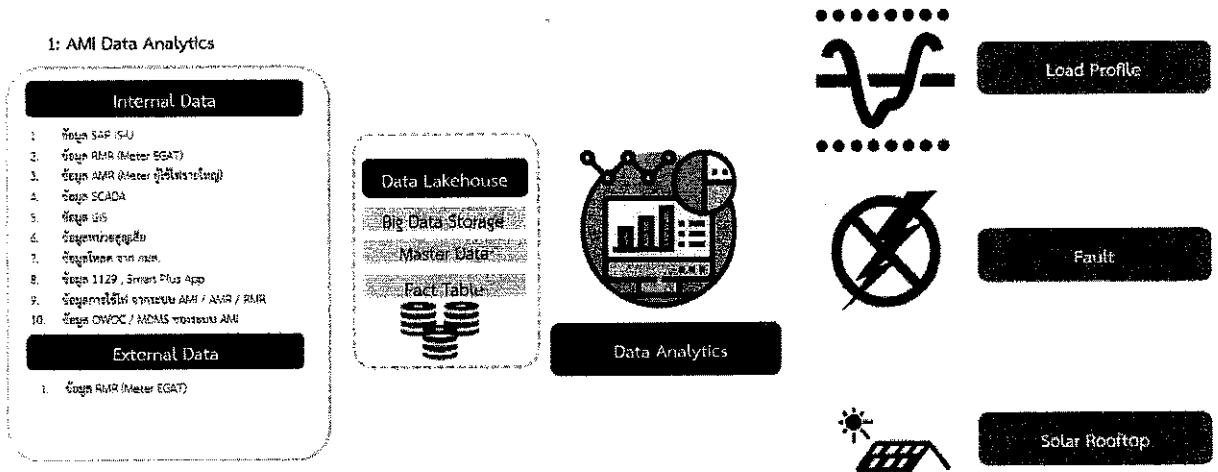 1: AMI Data Analytics
Internal Data
1. ข้อมูล SAP IS-U
2. ข้อมูล RMR (Meter EGAT)
3. ข้อมูล AMR (Meter ผู้ใช้ไฟรายใหญ่)
4. ข้อมูล SCADA
5. ข้อมูล GIS
6. ข้อมูลหน่วยสูญเสีย
7. ข้อมูลโหลด จาก กมพ.
8. ข้อมูล 1129 , Smart Plus App
9. ข้อมูลการใช้ไฟ จากระบบ AMI / AMR / RMR
10. ข้อมูล OWOC / MDMS ของระบบ AMI
External Data
1. ข้อมูล RMR (Meter EGAT)
Data Lakehouse
Big Data Storage
Master Data
Fact Table
Data Analytics
Load Profile
Fault
Solar Rooftop